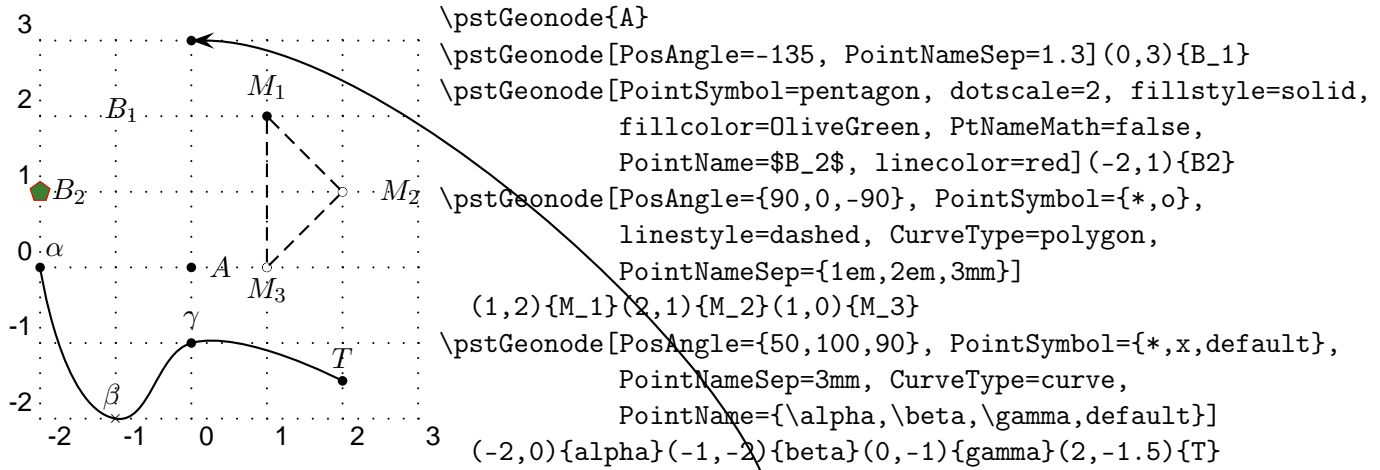 3
2
1
0
-1
-2
-2 -1 0 1 2 3
B_1
M_1
B_2
M_2
α
A
M_3
γ
T
β
\pstGeonode{A}
\pstGeonode[PosAngle=-135, PointNameSep=1.3](0,3){B_1}
\pstGeonode[PointSymbol=pentagon, dotscale=2, fillstyle=solid,
fillcolor=OliveGreen, PtNameMath=false,
PointName=$B_2$, linecolor=red](-2,1){B2}
\pstGeonode[PosAngle={90,0,-90}, PointSymbol={*,o},
linestyle=dashed, CurveType=polygon,
PointNameSep={1em,2em,3mm}]
(1,2){M_1}(2,1){M_2}(1,0){M_3}
\pstGeonode[PosAngle={50,100,90}, PointSymbol={*,x,default},
PointNameSep=3mm, CurveType=curve,
PointName={\alpha,\beta,\gamma,default}]
(-2,0){alpha}(-1,-2){beta}(0,-1){gamma}(2,-1.5){T}